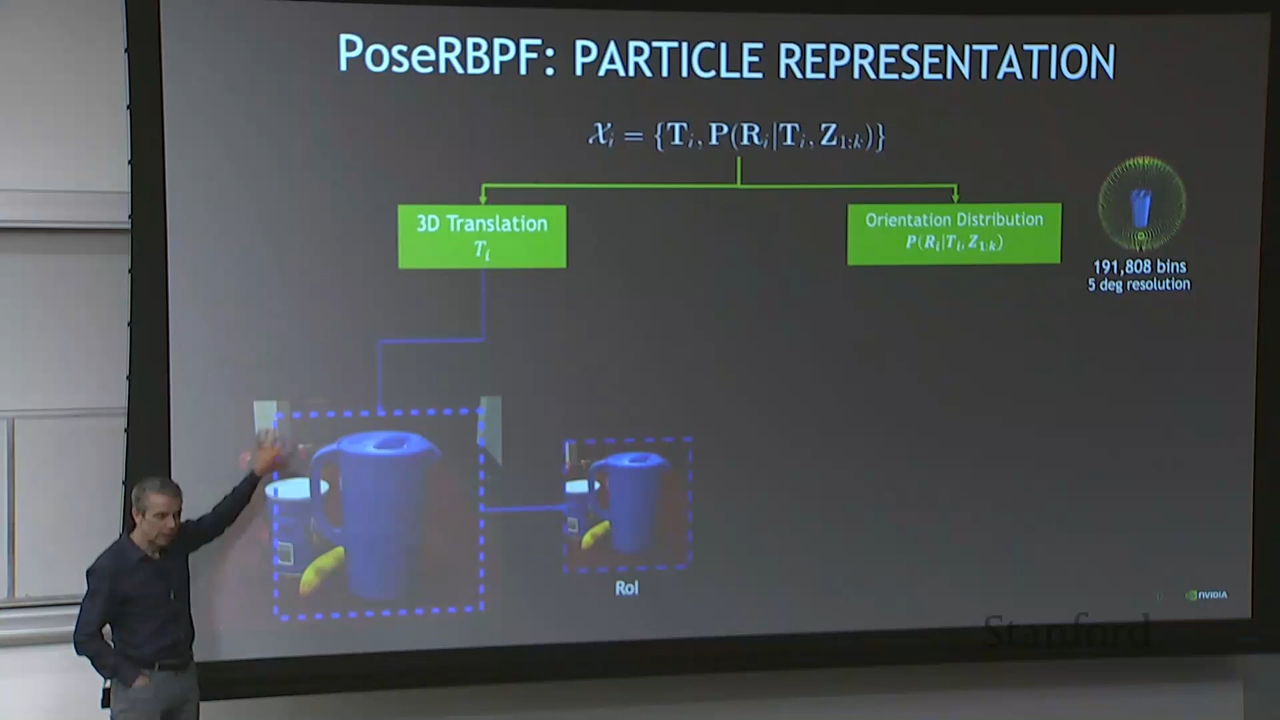 PoseRBPF: PARTICLE REPRESENTATION
𝒳ᵢ = {Tᵢ, P(Rᵢ|Tᵢ, Z₁:ₖ)}
3D Translation
Tᵢ
Orientation Distribution
P(Rᵢ|Tᵢ, Z₁:ₖ)
191,808 bins
5 deg resolution
RoI
NVIDIA
Stanford